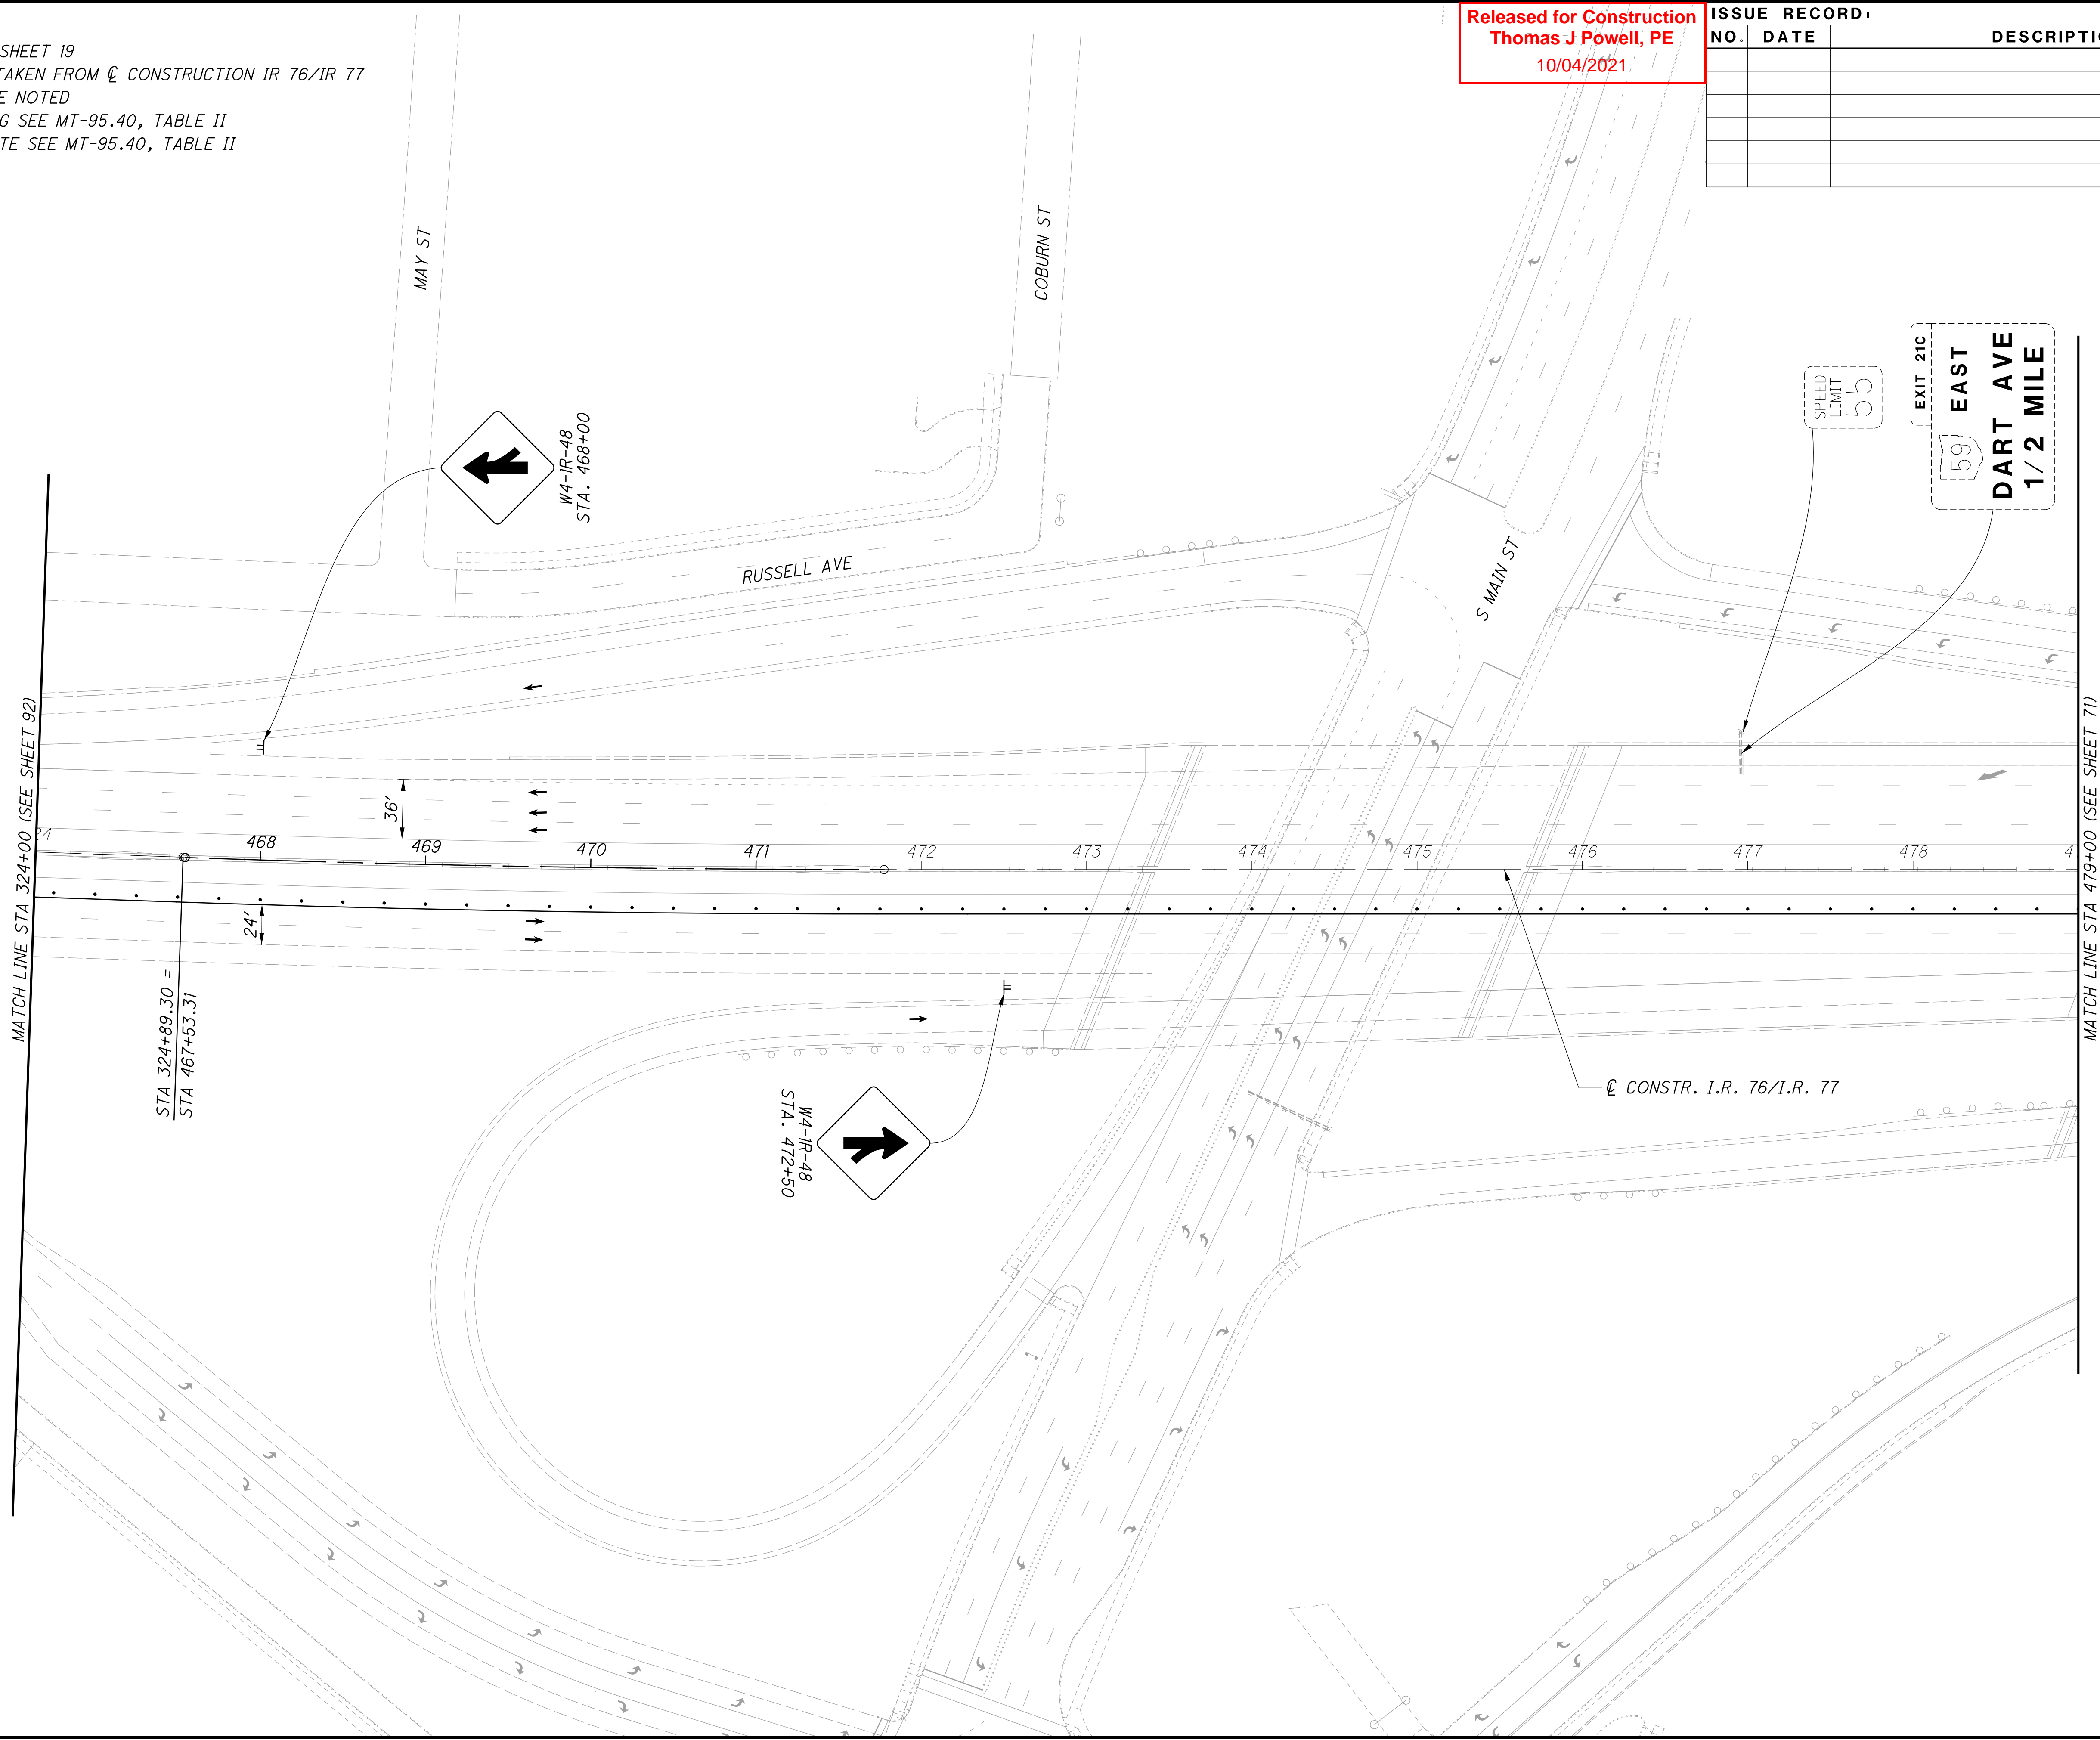 SHEET 19
TAKEN FROM ℄ CONSTRUCTION IR 76/IR 77
E NOTED
G SEE MT-95.40, TABLE II
TE SEE MT-95.40, TABLE II
Released for Construction
Thomas J Powell, PE
10/04/2021
ISSUE RECORD:
NO. DATE DESCRIPTI
MAY ST
COBURN ST
W4-1R-48
STA. 468+00
RUSSELL AVE
S MAIN ST
SPEED
LIMIT
55
EXIT 21C
59 EAST
DART AVE
1/2 MILE
MATCH LINE STA 324+00 (SEE SHEET 92)
MATCH LINE STA 479+00 (SEE SHEET 71)
36'
24
468 469 470 471 472 473 474 475 476 477 478 4
24'
STA 324+89.30 =
STA 467+53.31
W4-1R-48
STA. 472+50
℄ CONSTR. I.R. 76/I.R. 77